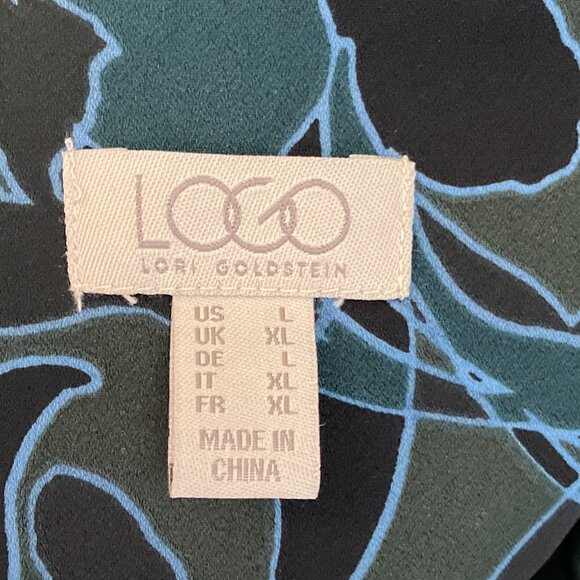 LOGO
LORI GOLDSTEIN
US L
UK XL
DE L
IT XL
FR XL
MADE IN
CHINA